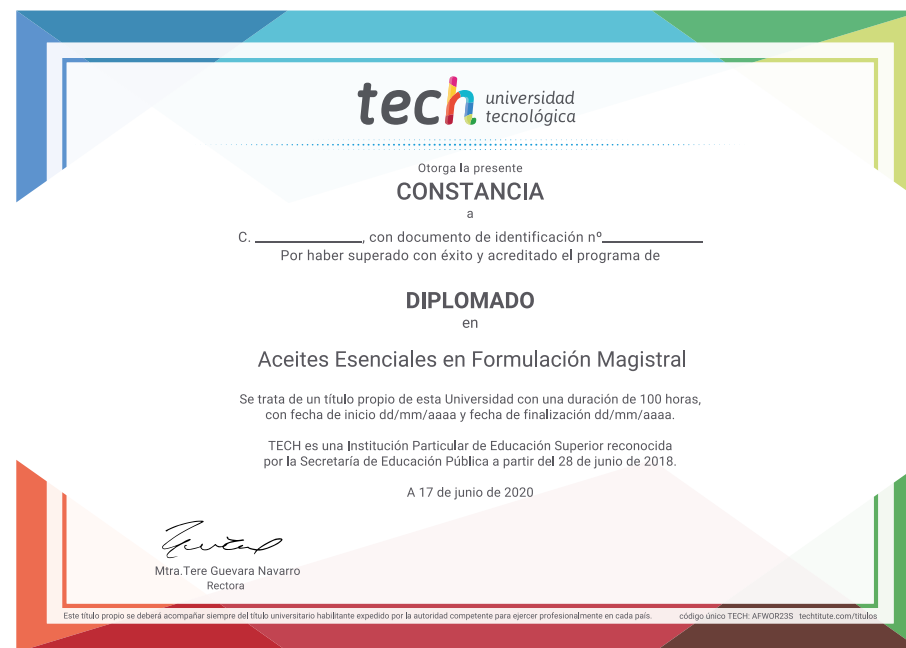 tech universidad
tecnológica
Otorga la presente
CONSTANCIA
a
C. ____________, con documento de identificación nº____________
Por haber superado con éxito y acreditado el programa de
DIPLOMADO
en
Aceites Esenciales en Formulación Magistral
Se trata de un título propio de esta Universidad con una duración de 100 horas,
con fecha de inicio dd/mm/aaaa y fecha de finalización dd/mm/aaaa.
TECH es una Institución Particular de Educación Superior reconocida
por la Secretaría de Educación Pública a partir del 28 de junio de 2018.
A 17 de junio de 2020
Mtra.Tere Guevara Navarro
Rectora
Este título propio se deberá acompañar siempre del título universitario habilitante expedido por la autoridad competente para ejercer profesionalmente en cada país. código único TECH: AFWOR23S techtitute.com/titulos